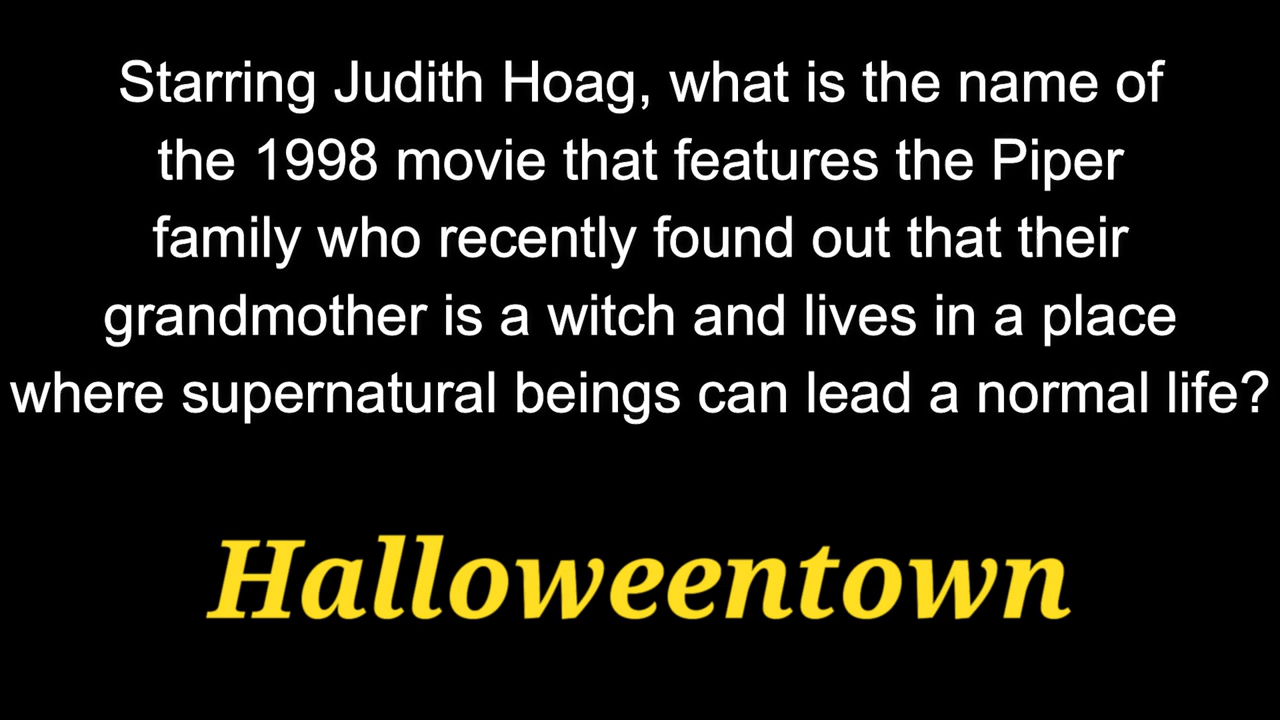 Starring Judith Hoag, what is the name of
the 1998 movie that features the Piper
family who recently found out that their
grandmother is a witch and lives in a place
where supernatural beings can lead a normal life?
Halloweentown